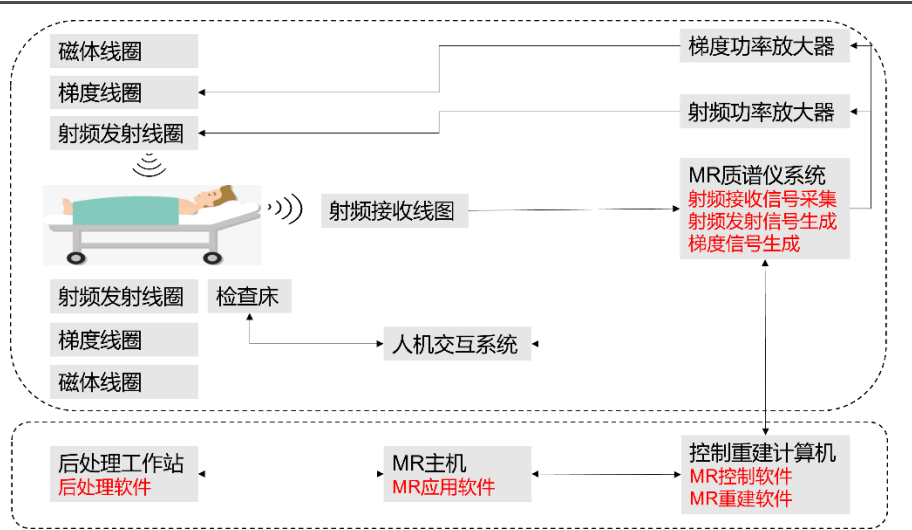 磁体线圈
梯度功率放大器
梯度线圈
射频功率放大器
射频发射线圈
MR质谱仪系统
射频接收信号采集
射频发射信号生成
梯度信号生成
射频接收线图
射频发射线圈
检查床
梯度线圈
人机交互系统
磁体线圈
后处理工作站
后处理软件
MR主机
MR应用软件
控制重建计算机
MR控制软件
MR重建软件